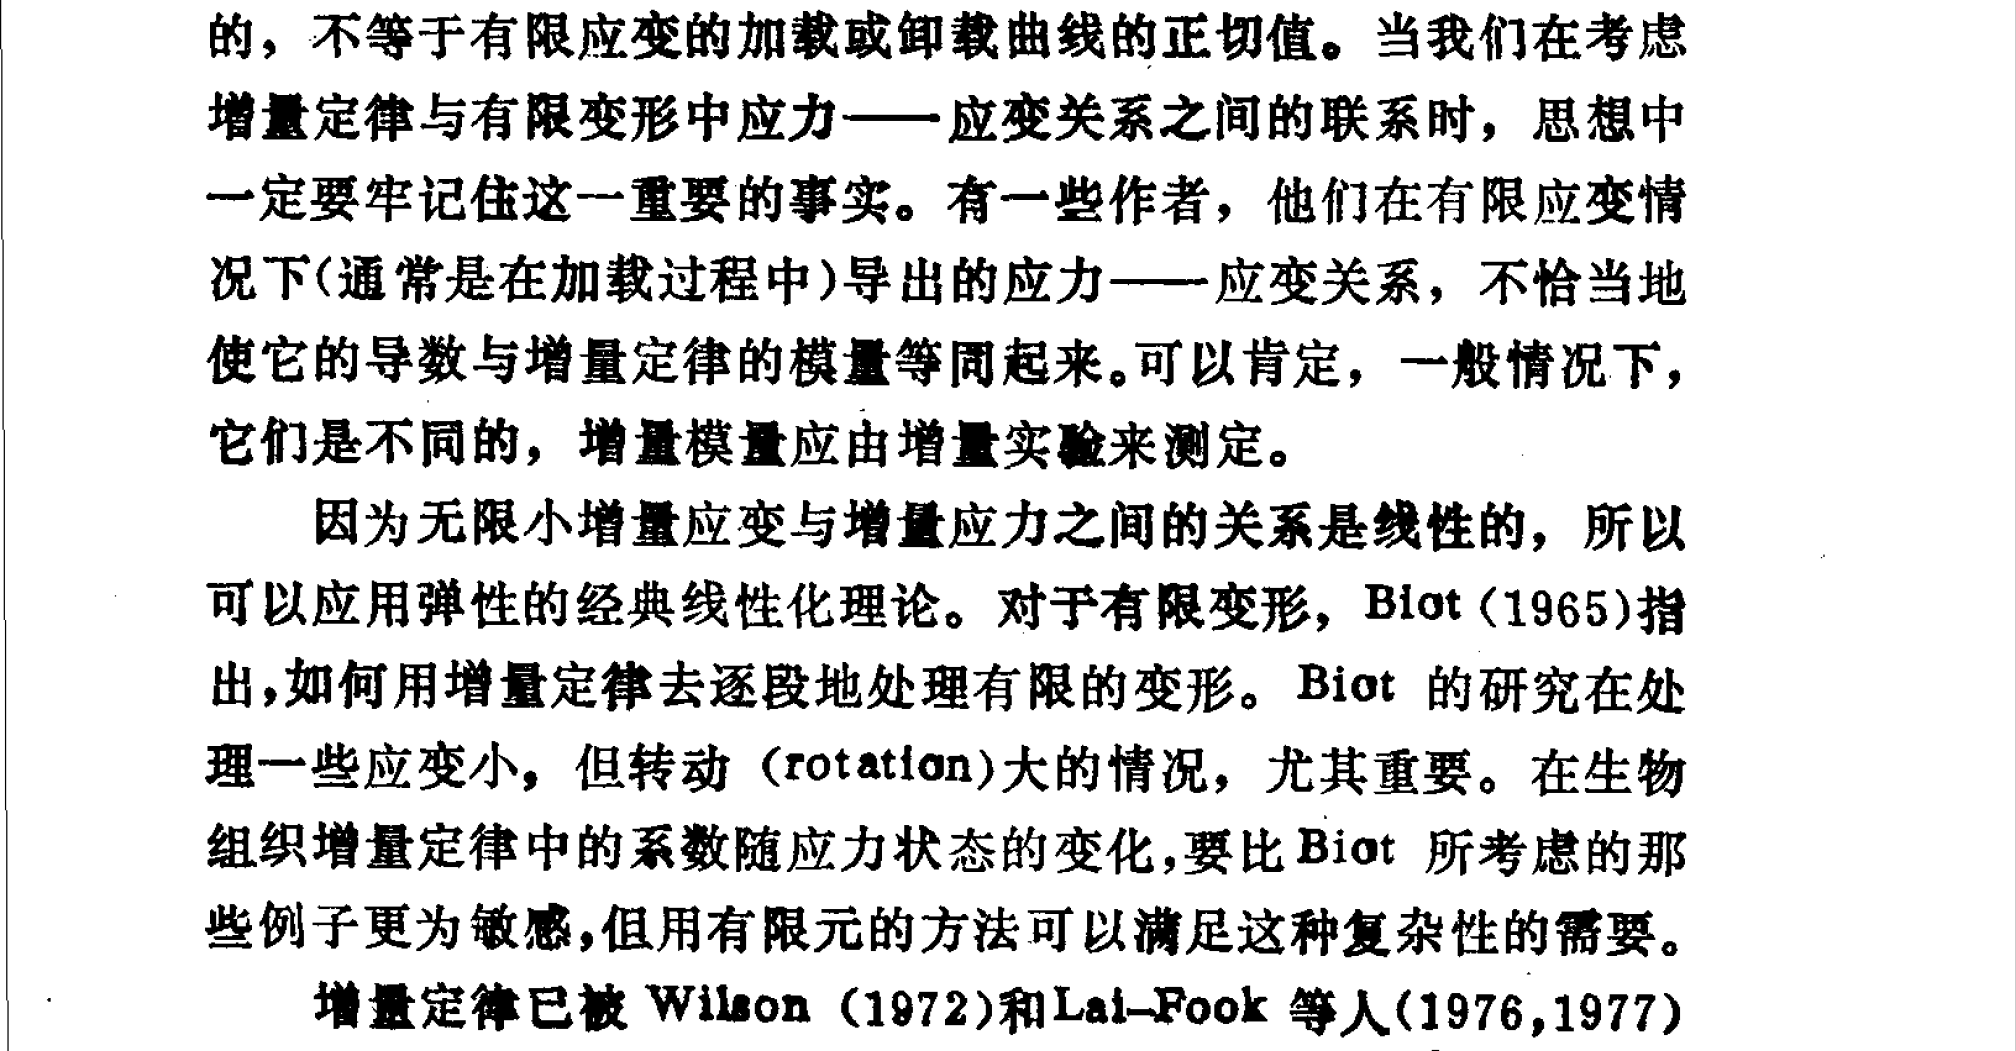 的，不等于有限应变的加载或卸载曲线的正切值。当我们在考虑
增量定律与有限变形中应力——应变关系之间的联系时，思想中
一定要牢记住这一重要的事实。有一些作者，他们在有限应变情
况下(通常是在加载过程中)导出的应力——应变关系，不恰当地
使它的导数与增量定律的模量等同起来。可以肯定，一般情况下，
它们是不同的，增量模量应由增量实验来测定。
因为无限小增量应变与增量应力之间的关系是线性的，所以
可以应用弹性的经典线性化理论。对于有限变形，Biot(1965)指
出，如何用增量定律去逐段地处理有限的变形。Biot 的研究在处
理一些应变小，但转动 (rotation)大的情况，尤其重要。在生物
组织增量定律中的系数随应力状态的变化，要比Biot 所考虑的那
些例子更为敏感，但用有限元的方法可以满足这种复杂性的需要。
增量定律已被 Wilson (1972)和Lai-Fook 等人(1976,1977)